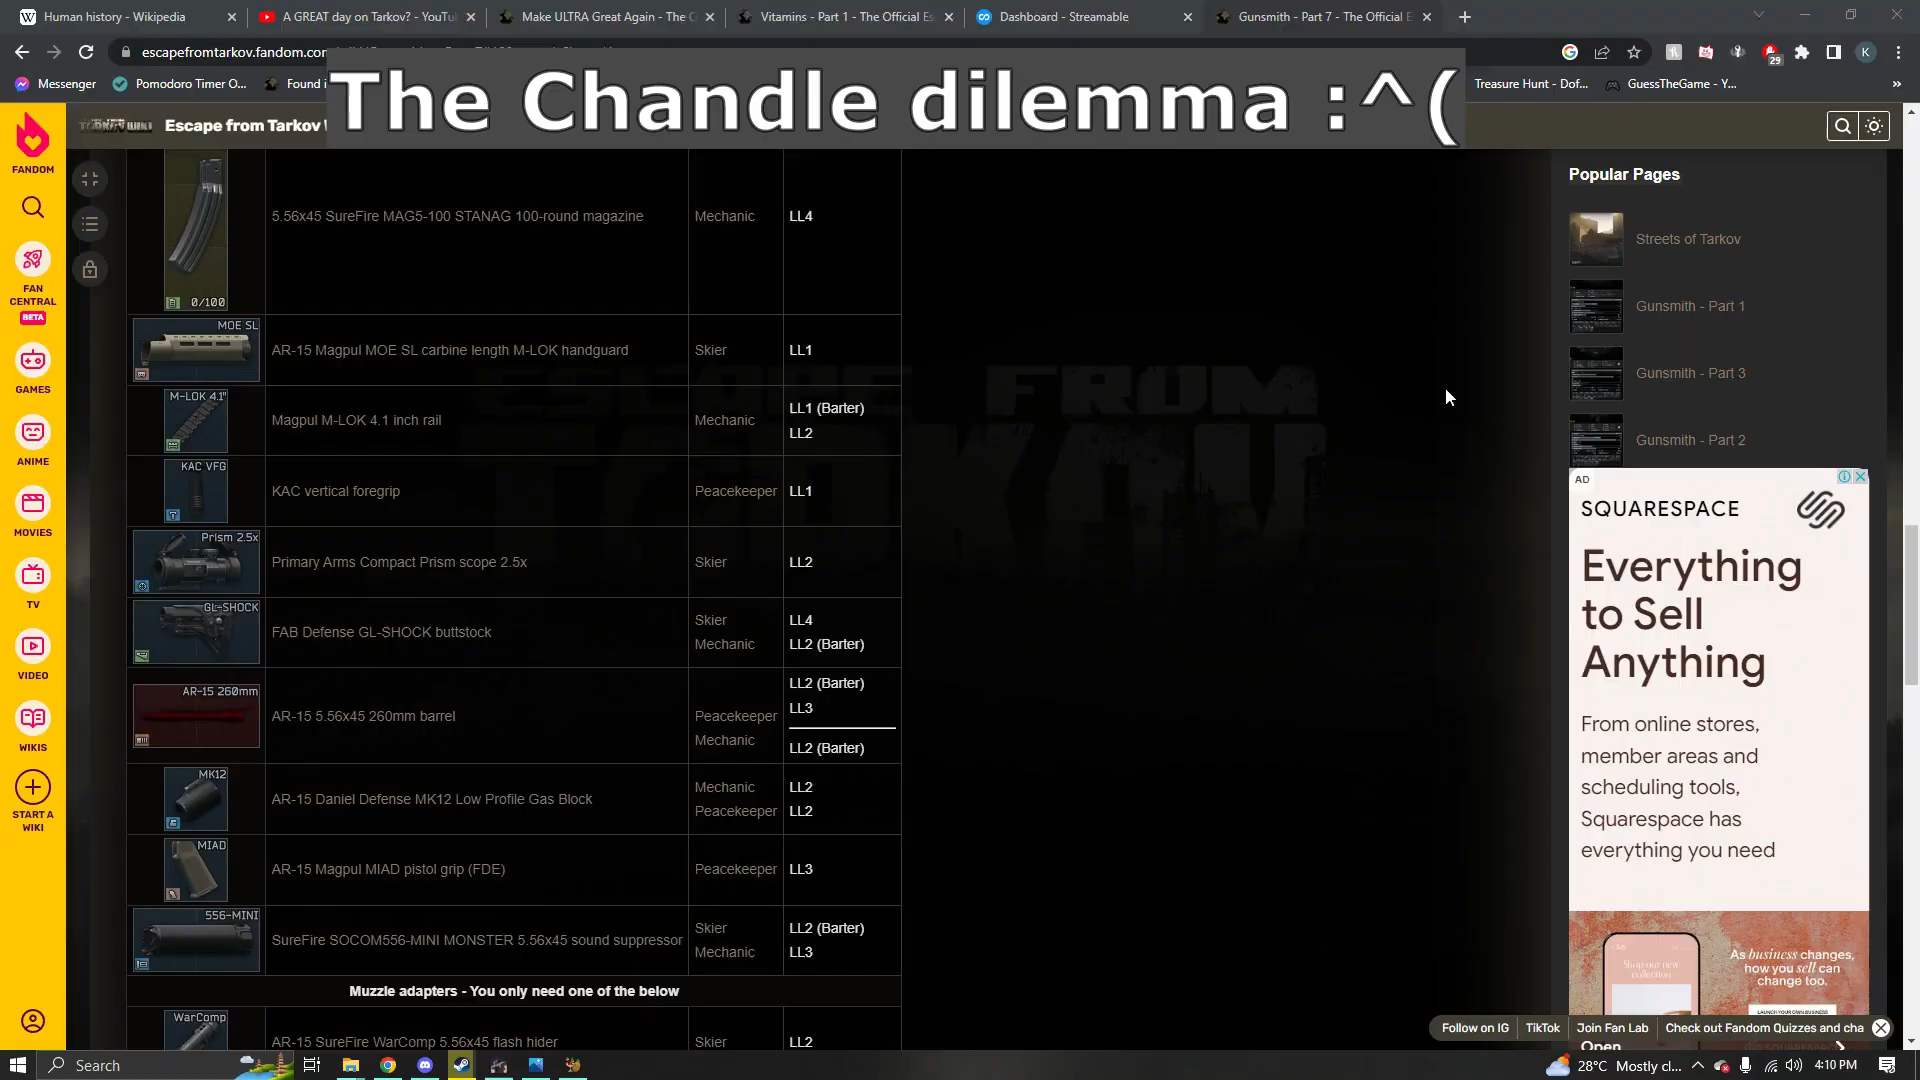 Human history - Wikipedia
A GREAT day on Tarkov? - YouTu
Make ULTRA Great Again - The C
Vitamins - Part 1 - The Official Es
Dashboard - Streamable
Gunsmith - Part 7 - The Official E
escapefromtarkov.fandom.com
29
K
Messenger
Pomodoro Timer O...
Found i
Treasure Hunt - Dof...
GuessTheGame - Y...
The Chandle dilemma :^(
TARKOV WIKI
Escape from Tarkov W
FANDOM
FAN CENTRAL
BETA
GAMES
ANIME
MOVIES
TV
VIDEO
WIKIS
START A WIKI
0/100
5.56x45 SureFire MAG5-100 STANAG 100-round magazine
Mechanic
LL4
MOE SL
AR-15 Magpul MOE SL carbine length M-LOK handguard
Skier
LL1
M-LOK 4.1"
Magpul M-LOK 4.1 inch rail
Mechanic
LL1 (Barter)
LL2
KAC VFG
KAC vertical foregrip
Peacekeeper
LL1
Prism 2.5x
Primary Arms Compact Prism scope 2.5x
Skier
LL2
GL-SHOCK
FAB Defense GL-SHOCK buttstock
Skier
Mechanic
LL4
LL2 (Barter)
AR-15 260mm
AR-15 5.56x45 260mm barrel
Peacekeeper
Mechanic
LL2 (Barter)
LL3
LL2 (Barter)
MK12
AR-15 Daniel Defense MK12 Low Profile Gas Block
Mechanic
Peacekeeper
LL2
LL2
MIAD
AR-15 Magpul MIAD pistol grip (FDE)
Peacekeeper
LL3
556-MINI
SureFire SOCOM556-MINI MONSTER 5.56x45 sound suppressor
Skier
Mechanic
LL2 (Barter)
LL3
Muzzle adapters - You only need one of the below
WarComp
AR-15 SureFire WarComp 5.56x45 flash hider
Skier
LL2
ESCAPE FROM
TARKOV
Popular Pages
Streets of Tarkov
Gunsmith - Part 1
Gunsmith - Part 3
Gunsmith - Part 2
AD
SQUARESPACE
Everything
to Sell
Anything
From online stores,
member areas and
scheduling tools,
Squarespace has
everything you need
Shop our new
collection
As business changes,
how you sell can
change too.
Open
Follow on IG
TikTok
Join Fan Lab
Check out Fandom Quizzes and cha
Search
28°C Mostly cl...
4:10 PM